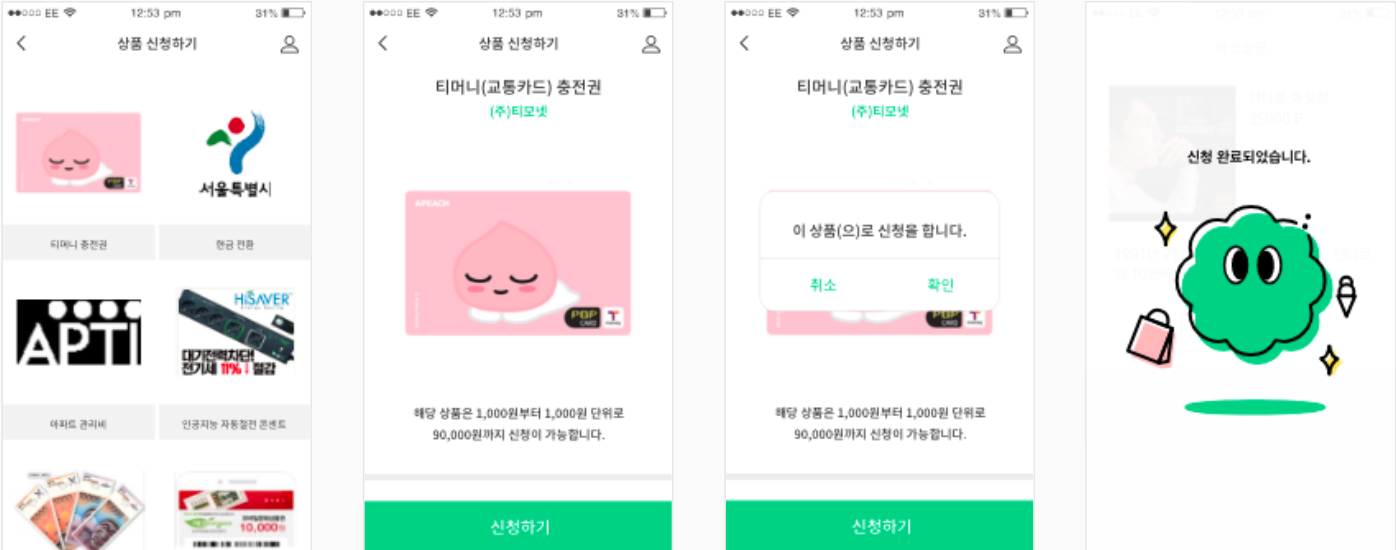 EE 12:53 pm 31%
상품 신청하기
APEACH
서울특별시
티머니 충전권
현금 전환
APTI
HiSAVER
대기전력차단!
전기세 11% 절감
아파트 관리비
인공지능 자동절전 콘센트
10,000원
EE 12:53 pm 31%
상품 신청하기
티머니(교통카드) 충전권
(주)티모넷
APEACH
POP
CARD
해당 상품은 1,000원부터 1,000원 단위로
90,000원까지 신청이 가능합니다.
신청하기
EE 12:53 pm 31%
상품 신청하기
티머니(교통카드) 충전권
(주)티모넷
이 상품(으)로 신청을 합니다.
취소 확인
POP
CARD
해당 상품은 1,000원부터 1,000원 단위로
90,000원까지 신청이 가능합니다.
신청하기
신청 완료되었습니다.